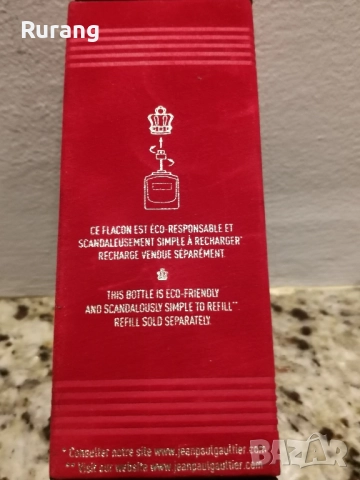 Rurang
CE FLACON EST ÉCO-RESPONSABLE ET
SCANDALEUSEMENT SIMPLE À RECHARGER*
RECHARGE VENDUE SÉPARÉMENT.
THIS BOTTLE IS ECO-FRIENDLY
AND SCANDALOUSLY SIMPLE TO REFILL**.
REFILL SOLD SEPARATELY.
* Consulter notre site www.jeanpaulgaultier.com
** Visit our website www.jeanpaulgaultier.com
BAZAR